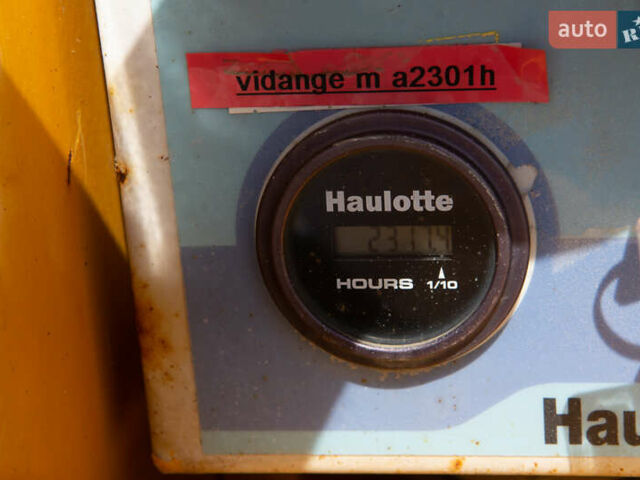 auto
vidange m a2301h
Haulotte
2311.4
HOURS 1/10
Hau